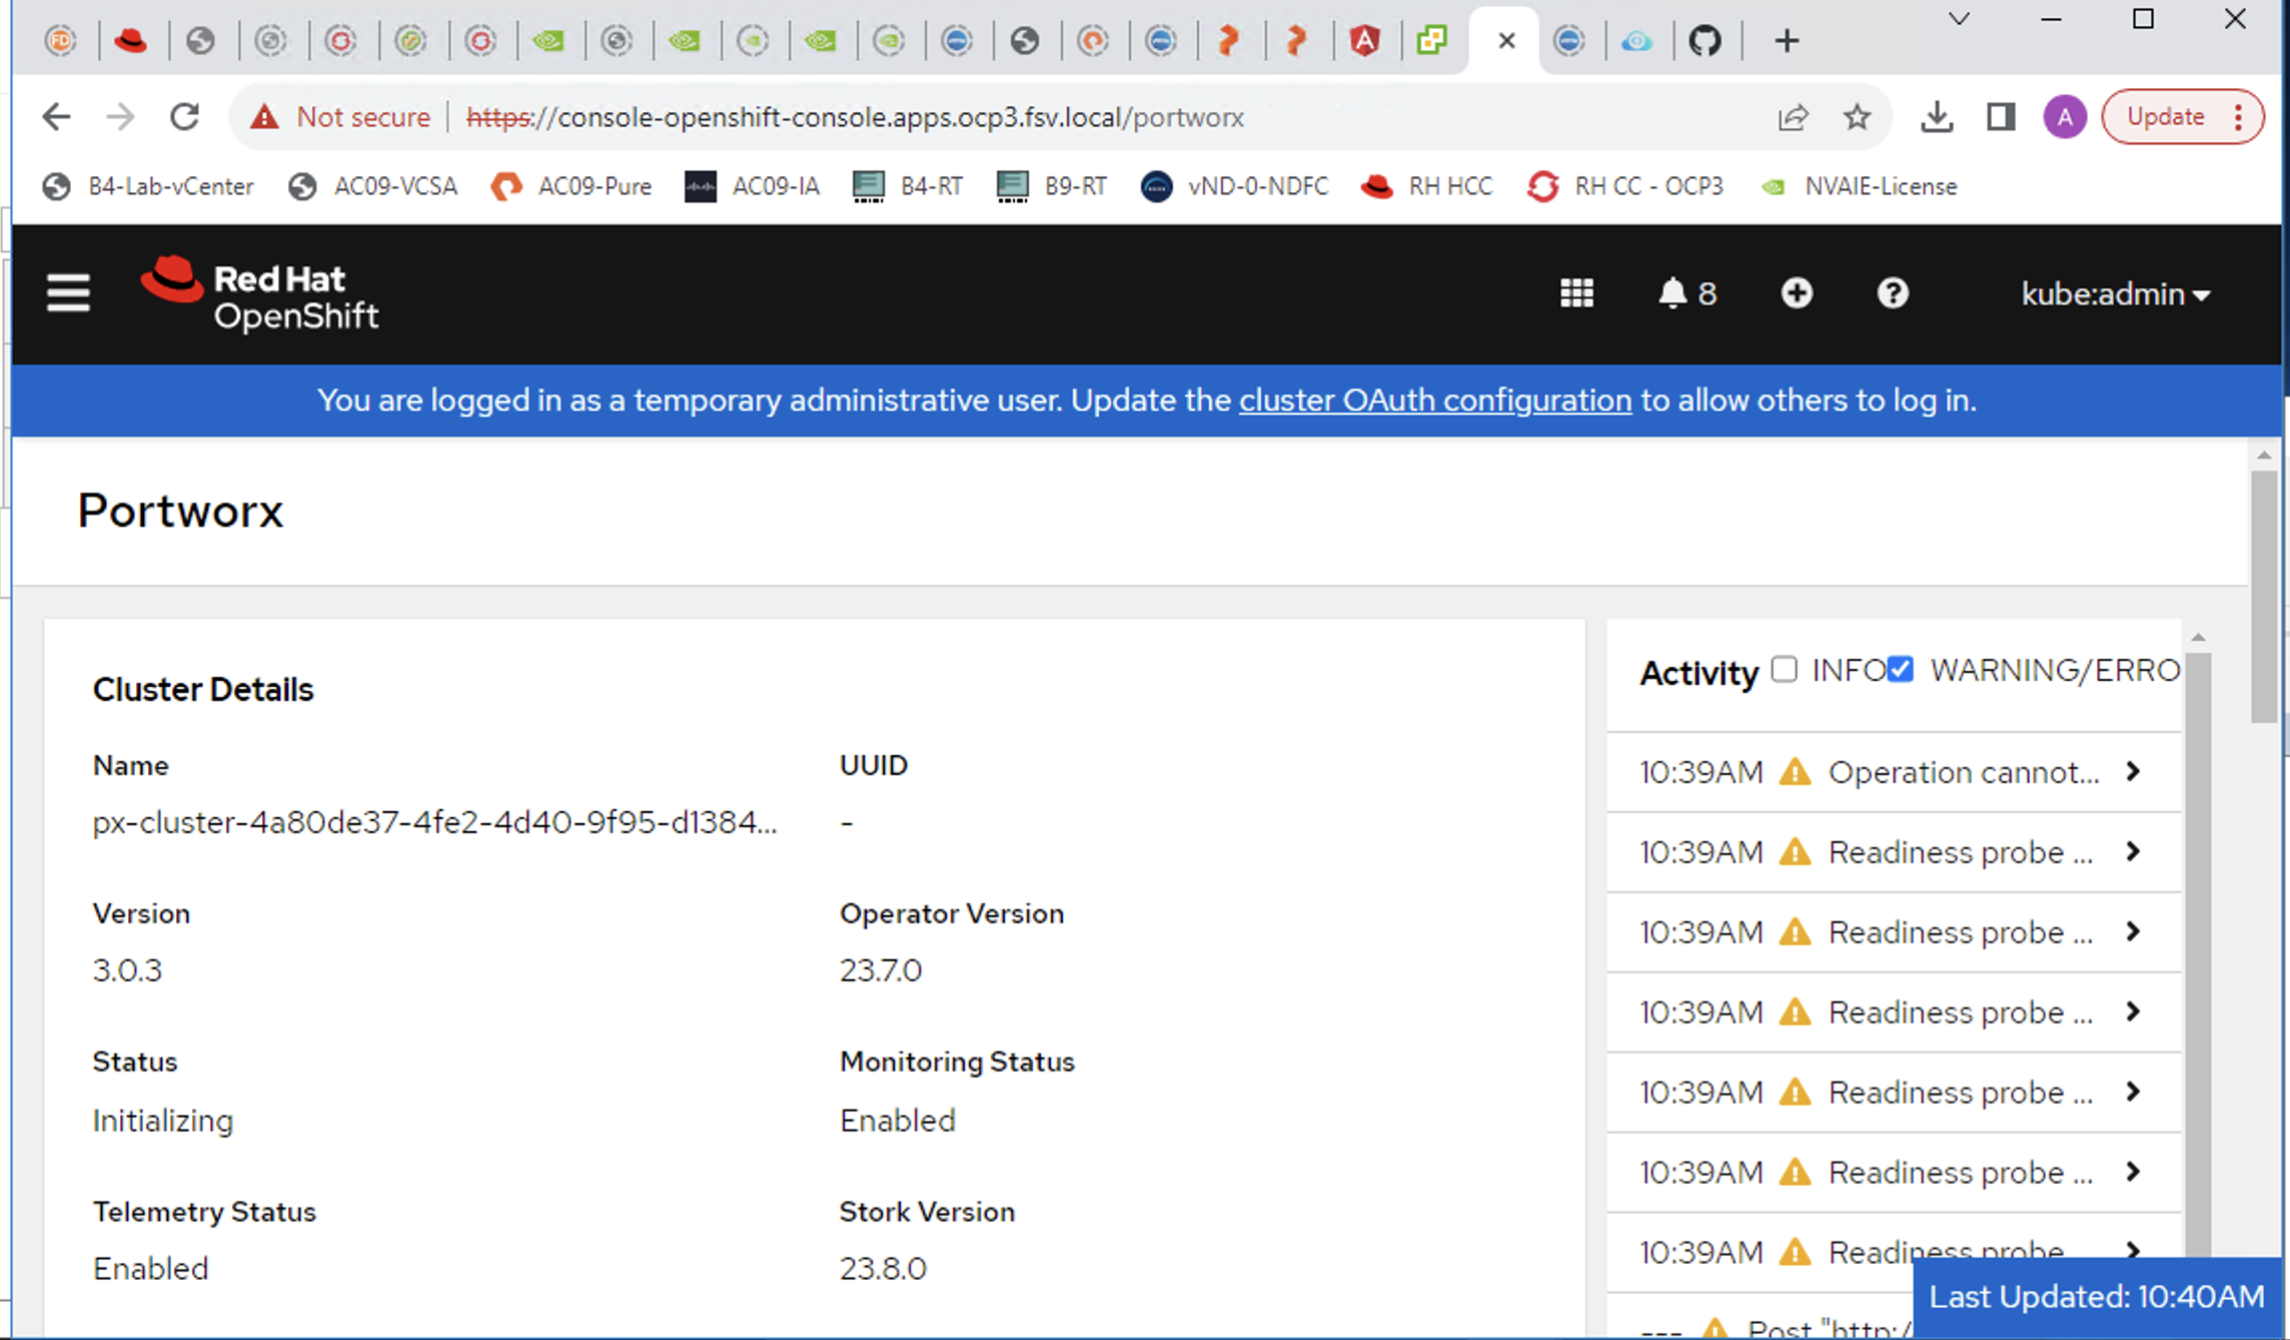 Not secure
https://console-openshift-console.apps.ocp3.fsv.local/portworx
A
Update
B4-Lab-vCenter
AC09-VCSA
AC09-Pure
AC09-IA
B4-RT
B9-RT
vND-0-NDFC
RH HCC
RH CC - OCP3
NVAIE-License
Red Hat
OpenShift
8
kube:admin
You are logged in as a temporary administrative user. Update the cluster OAuth configuration to allow others to log in.
Portworx
Cluster Details
Name
UUID
px-cluster-4a80de37-4fe2-4d40-9f95-d1384...
-
Version
Operator Version
3.0.3
23.7.0
Status
Monitoring Status
Initializing
Enabled
Telemetry Status
Stork Version
Enabled
23.8.0
Activity INFO WARNING/ERRO
10:39AM Operation cannot...
10:39AM Readiness probe ...
10:39AM Readiness probe ...
10:39AM Readiness probe ...
10:39AM Readiness probe ...
10:39AM Readiness probe ...
10:39AM Readiness probe
--- Post "http:/
Last Updated: 10:40AM